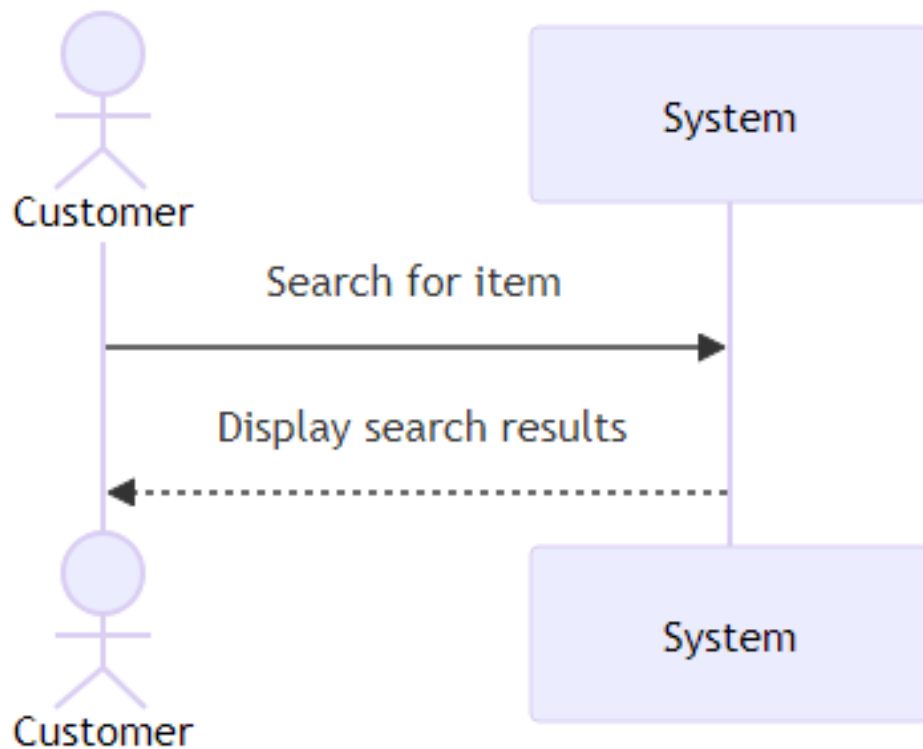 System
Customer
Search for item
Display search results
System
Customer